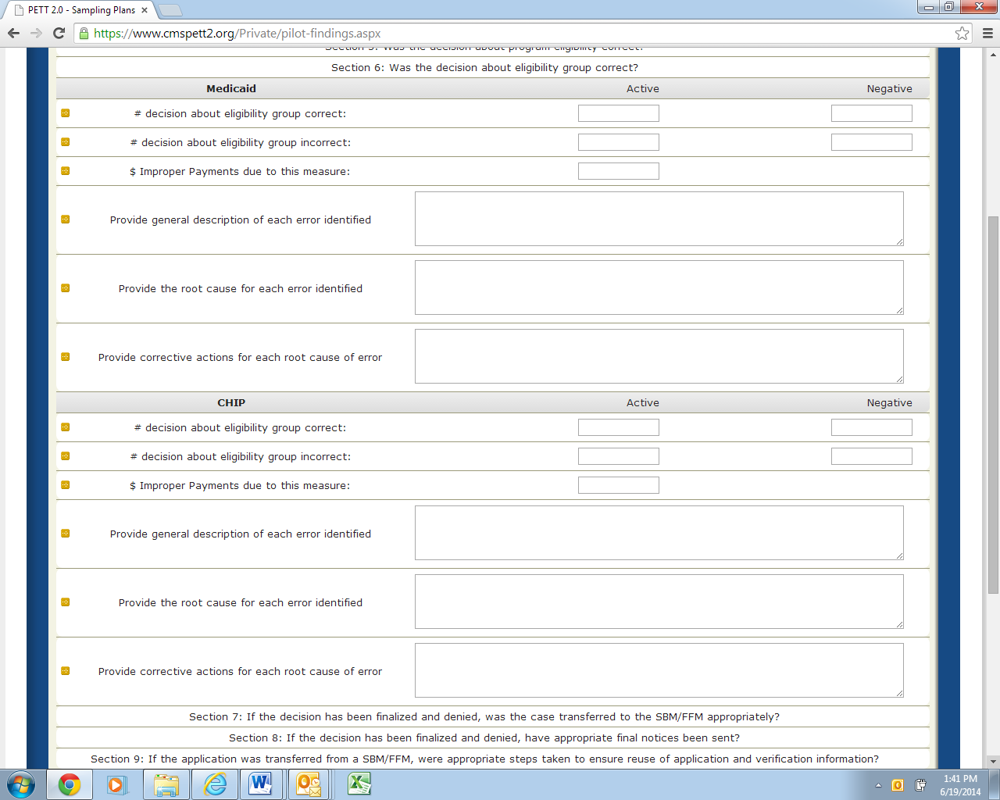 PETT 2.0 - Sampling Plans
https://www.cmspett2.org/Private/pilot-findings.aspx
Section 5: Was the decision about program eligibility correct?
Section 6: Was the decision about eligibility group correct?
Medicaid Active Negative
# decision about eligibility group correct:
# decision about eligibility group incorrect:
$ Improper Payments due to this measure:
Provide general description of each error identified
Provide the root cause for each error identified
Provide corrective actions for each root cause of error
CHIP Active Negative
# decision about eligibility group correct:
# decision about eligibility group incorrect:
$ Improper Payments due to this measure:
Provide general description of each error identified
Provide the root cause for each error identified
Provide corrective actions for each root cause of error
Section 7: If the decision has been finalized and denied, was the case transferred to the SBM/FFM appropriately?
Section 8: If the decision has been finalized and denied, have appropriate final notices been sent?
Section 9: If the application was transferred from a SBM/FFM, were appropriate steps taken to ensure reuse of application and verification information?
1:41 PM
6/19/2014